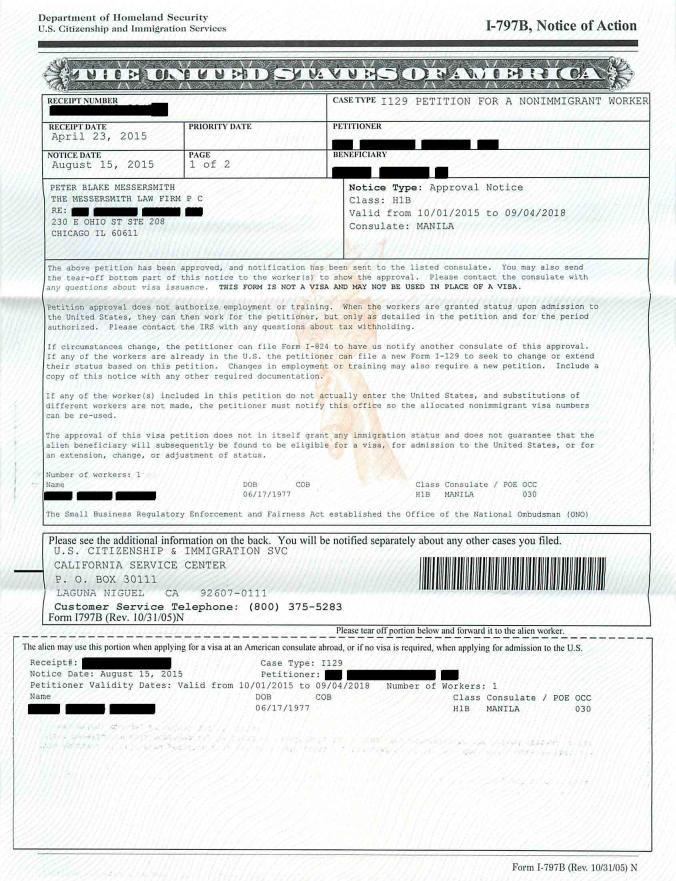 Department of Homeland Security
U.S. Citizenship and Immigration Services
I-797B, Notice of Action
THE UNITED STATES OF AMERICA
RECEIPT NUMBER
CASE TYPE I129 PETITION FOR A NONIMMIGRANT WORKER
RECEIPT DATE
April 23, 2015
PRIORITY DATE
PETITIONER
NOTICE DATE
August 15, 2015
PAGE
1 of 2
BENEFICIARY
PETER BLAKE MESSERSMITH
THE MESSERSMITH LAW FIRM P C
RE:
230 E OHIO ST STE 208
CHICAGO IL 60611
Notice Type: Approval Notice
Class: H1B
Valid from 10/01/2015 to 09/04/2018
Consulate: MANILA
The above petition has been approved, and notification has been sent to the listed consulate. You may also send
the tear-off bottom part of this notice to the worker(s) to show the approval. Please contact the consulate with
any questions about visa issuance. THIS FORM IS NOT A VISA AND MAY NOT BE USED IN PLACE OF A VISA.
Petition approval does not authorize employment or training. When the workers are granted status upon admission to
the United States, they can then work for the petitioner, but only as detailed in the petition and for the period
authorized. Please contact the IRS with any questions about tax withholding.
If circumstances change, the petitioner can file Form I-824 to have us notify another consulate of this approval.
If any of the workers are already in the U.S. the petitioner can file a new Form I-129 to seek to change or extend
their status based on this petition. Changes in employment or training may also require a new petition. Include a
copy of this notice with any other required documentation.
If any of the worker(s) included in this petition do not actually enter the United States, and substitutions of
different workers are not made, the petitioner must notify this office so the allocated nonimmigrant visa numbers
can be re-used.
The approval of this visa petition does not in itself grant any immigration status and does not guarantee that the
alien beneficiary will subsequently be found to be eligible for a visa, for admission to the United States, or for
an extension, change, or adjustment of status.
Number of workers: 1
Name DOB COB Class Consulate / POE OCC
06/17/1977 H1B MANILA 030
The Small Business Regulatory Enforcement and Fairness Act established the Office of the National Ombudsman (ONO)
Please see the additional information on the back. You will be notified separately about any other cases you filed.
U.S. CITIZENSHIP & IMMIGRATION SVC
CALIFORNIA SERVICE CENTER
P. O. BOX 30111
LAGUNA NIGUEL CA 92607-0111
Customer Service Telephone: (800) 375-5283
Form I797B (Rev. 10/31/05)N
Please tear off portion below and forward it to the alien worker.
The alien may use this portion when applying for a visa at an American consulate abroad, or if no visa is required, when applying for admission to the U.S.
Receipt#: Case Type: I129
Notice Date: August 15, 2015 Petitioner:
Petitioner Validity Dates: Valid from 10/01/2015 to 09/04/2018 Number of Workers: 1
Name DOB COB Class Consulate / POE OCC
06/17/1977 H1B MANILA 030
Form I-797B (Rev. 10/31/05) N